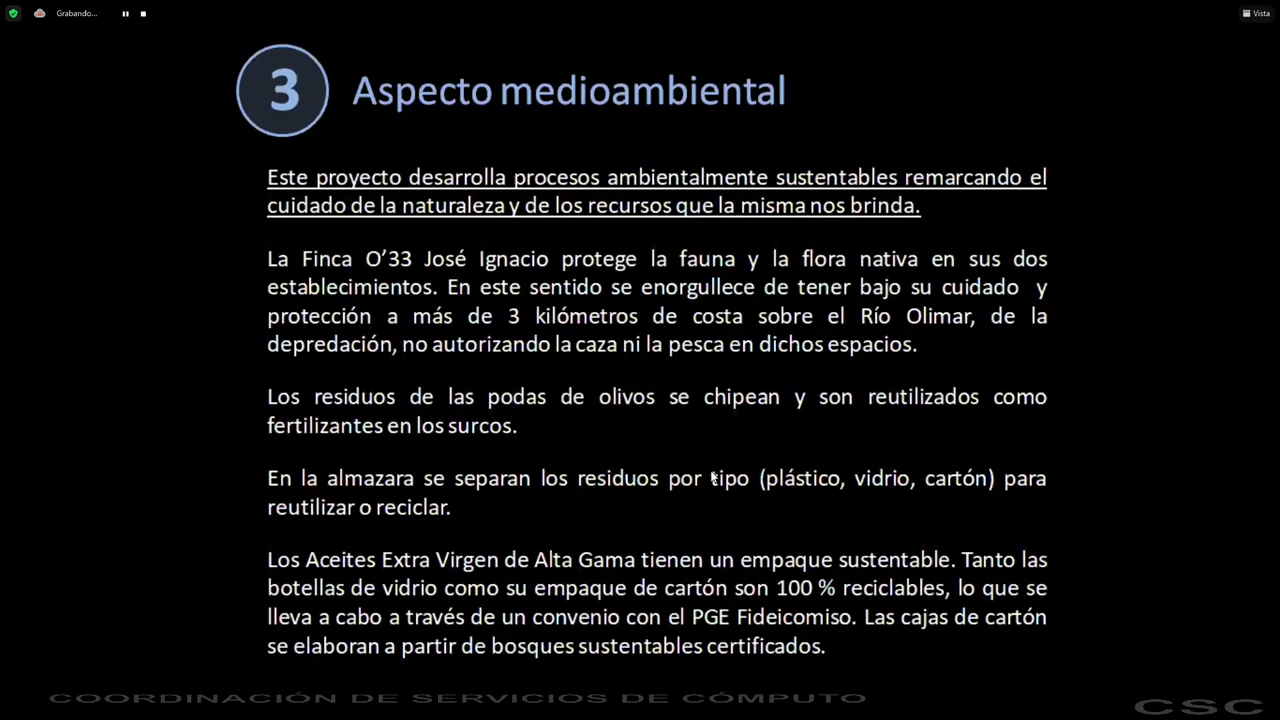 Grabando...
Vista
3
Aspecto medioambiental
Este proyecto desarrolla procesos ambientalmente sustentables remarcando el
cuidado de la naturaleza y de los recursos que la misma nos brinda.
La Finca O’33 José Ignacio protege la fauna y la flora nativa en sus dos
establecimientos. En este sentido se enorgullece de tener bajo su cuidado y
protección a más de 3 kilómetros de costa sobre el Río Olimar, de la
depredación, no autorizando la caza ni la pesca en dichos espacios.
Los residuos de las podas de olivos se chipean y son reutilizados como
fertilizantes en los surcos.
En la almazara se separan los residuos por tipo (plástico, vidrio, cartón) para
reutilizar o reciclar.
Los Aceites Extra Virgen de Alta Gama tienen un empaque sustentable. Tanto las
botellas de vidrio como su empaque de cartón son 100 % reciclables, lo que se
lleva a cabo a través de un convenio con el PGE Fideicomiso. Las cajas de cartón
se elaboran a partir de bosques sustentables certificados.
COORDINACIÓN DE SERVICIOS DE CÓMPUTO
CSC